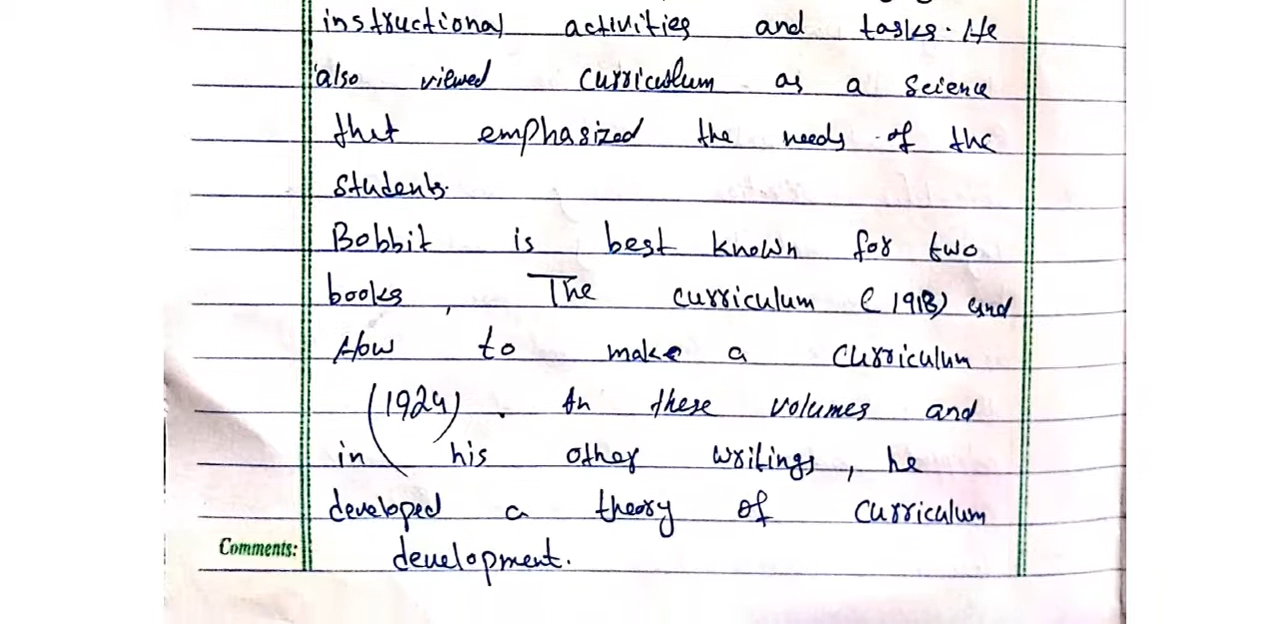 instructional activities and tasks. He
also viewed curriculum as a Science
that emphasized the needs of the
students.
Bobbit is best known for two
books, The curriculum (1918) and
How to make a curriculum
(1924). In these volumes and
in his other writings, he
developed a theory of curriculum
Comments:
development.